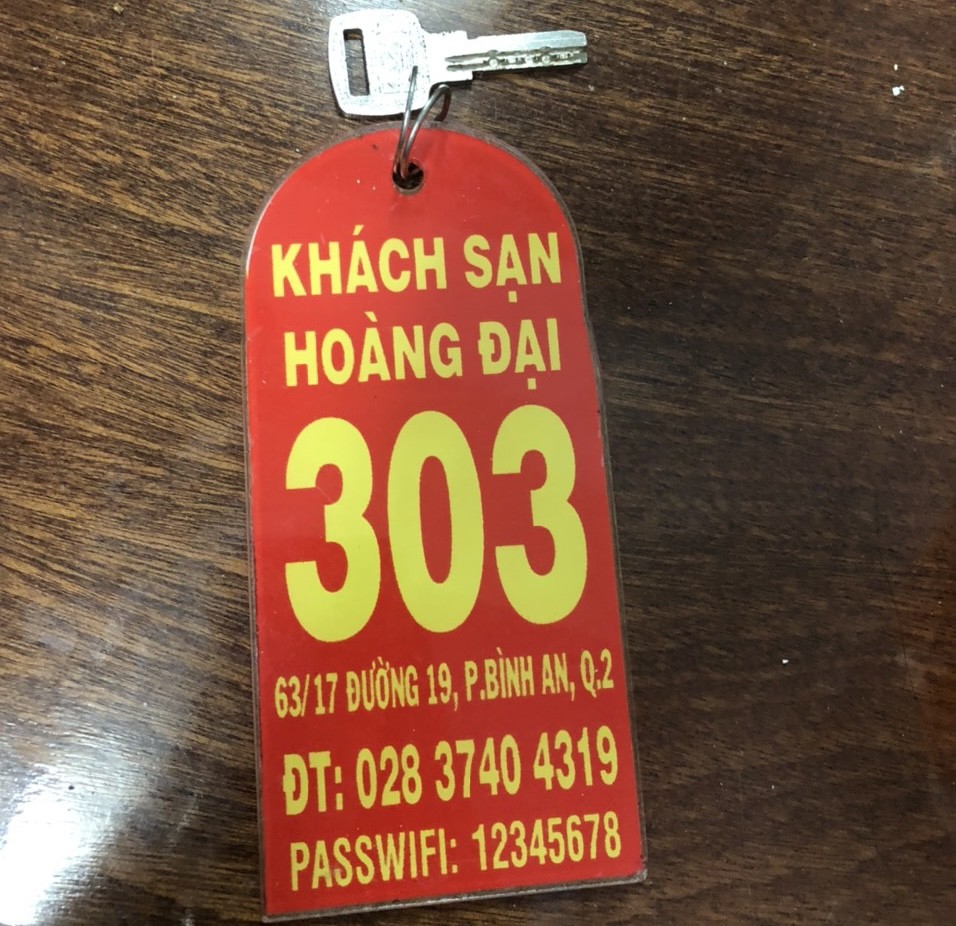 KHÁCH SẠN
HOÀNG ĐẠI
303
63/17 ĐƯỜNG 19, P.BÌNH AN, Q.2
ĐT: 028 3740 4319
PASSWIFI: 12345678